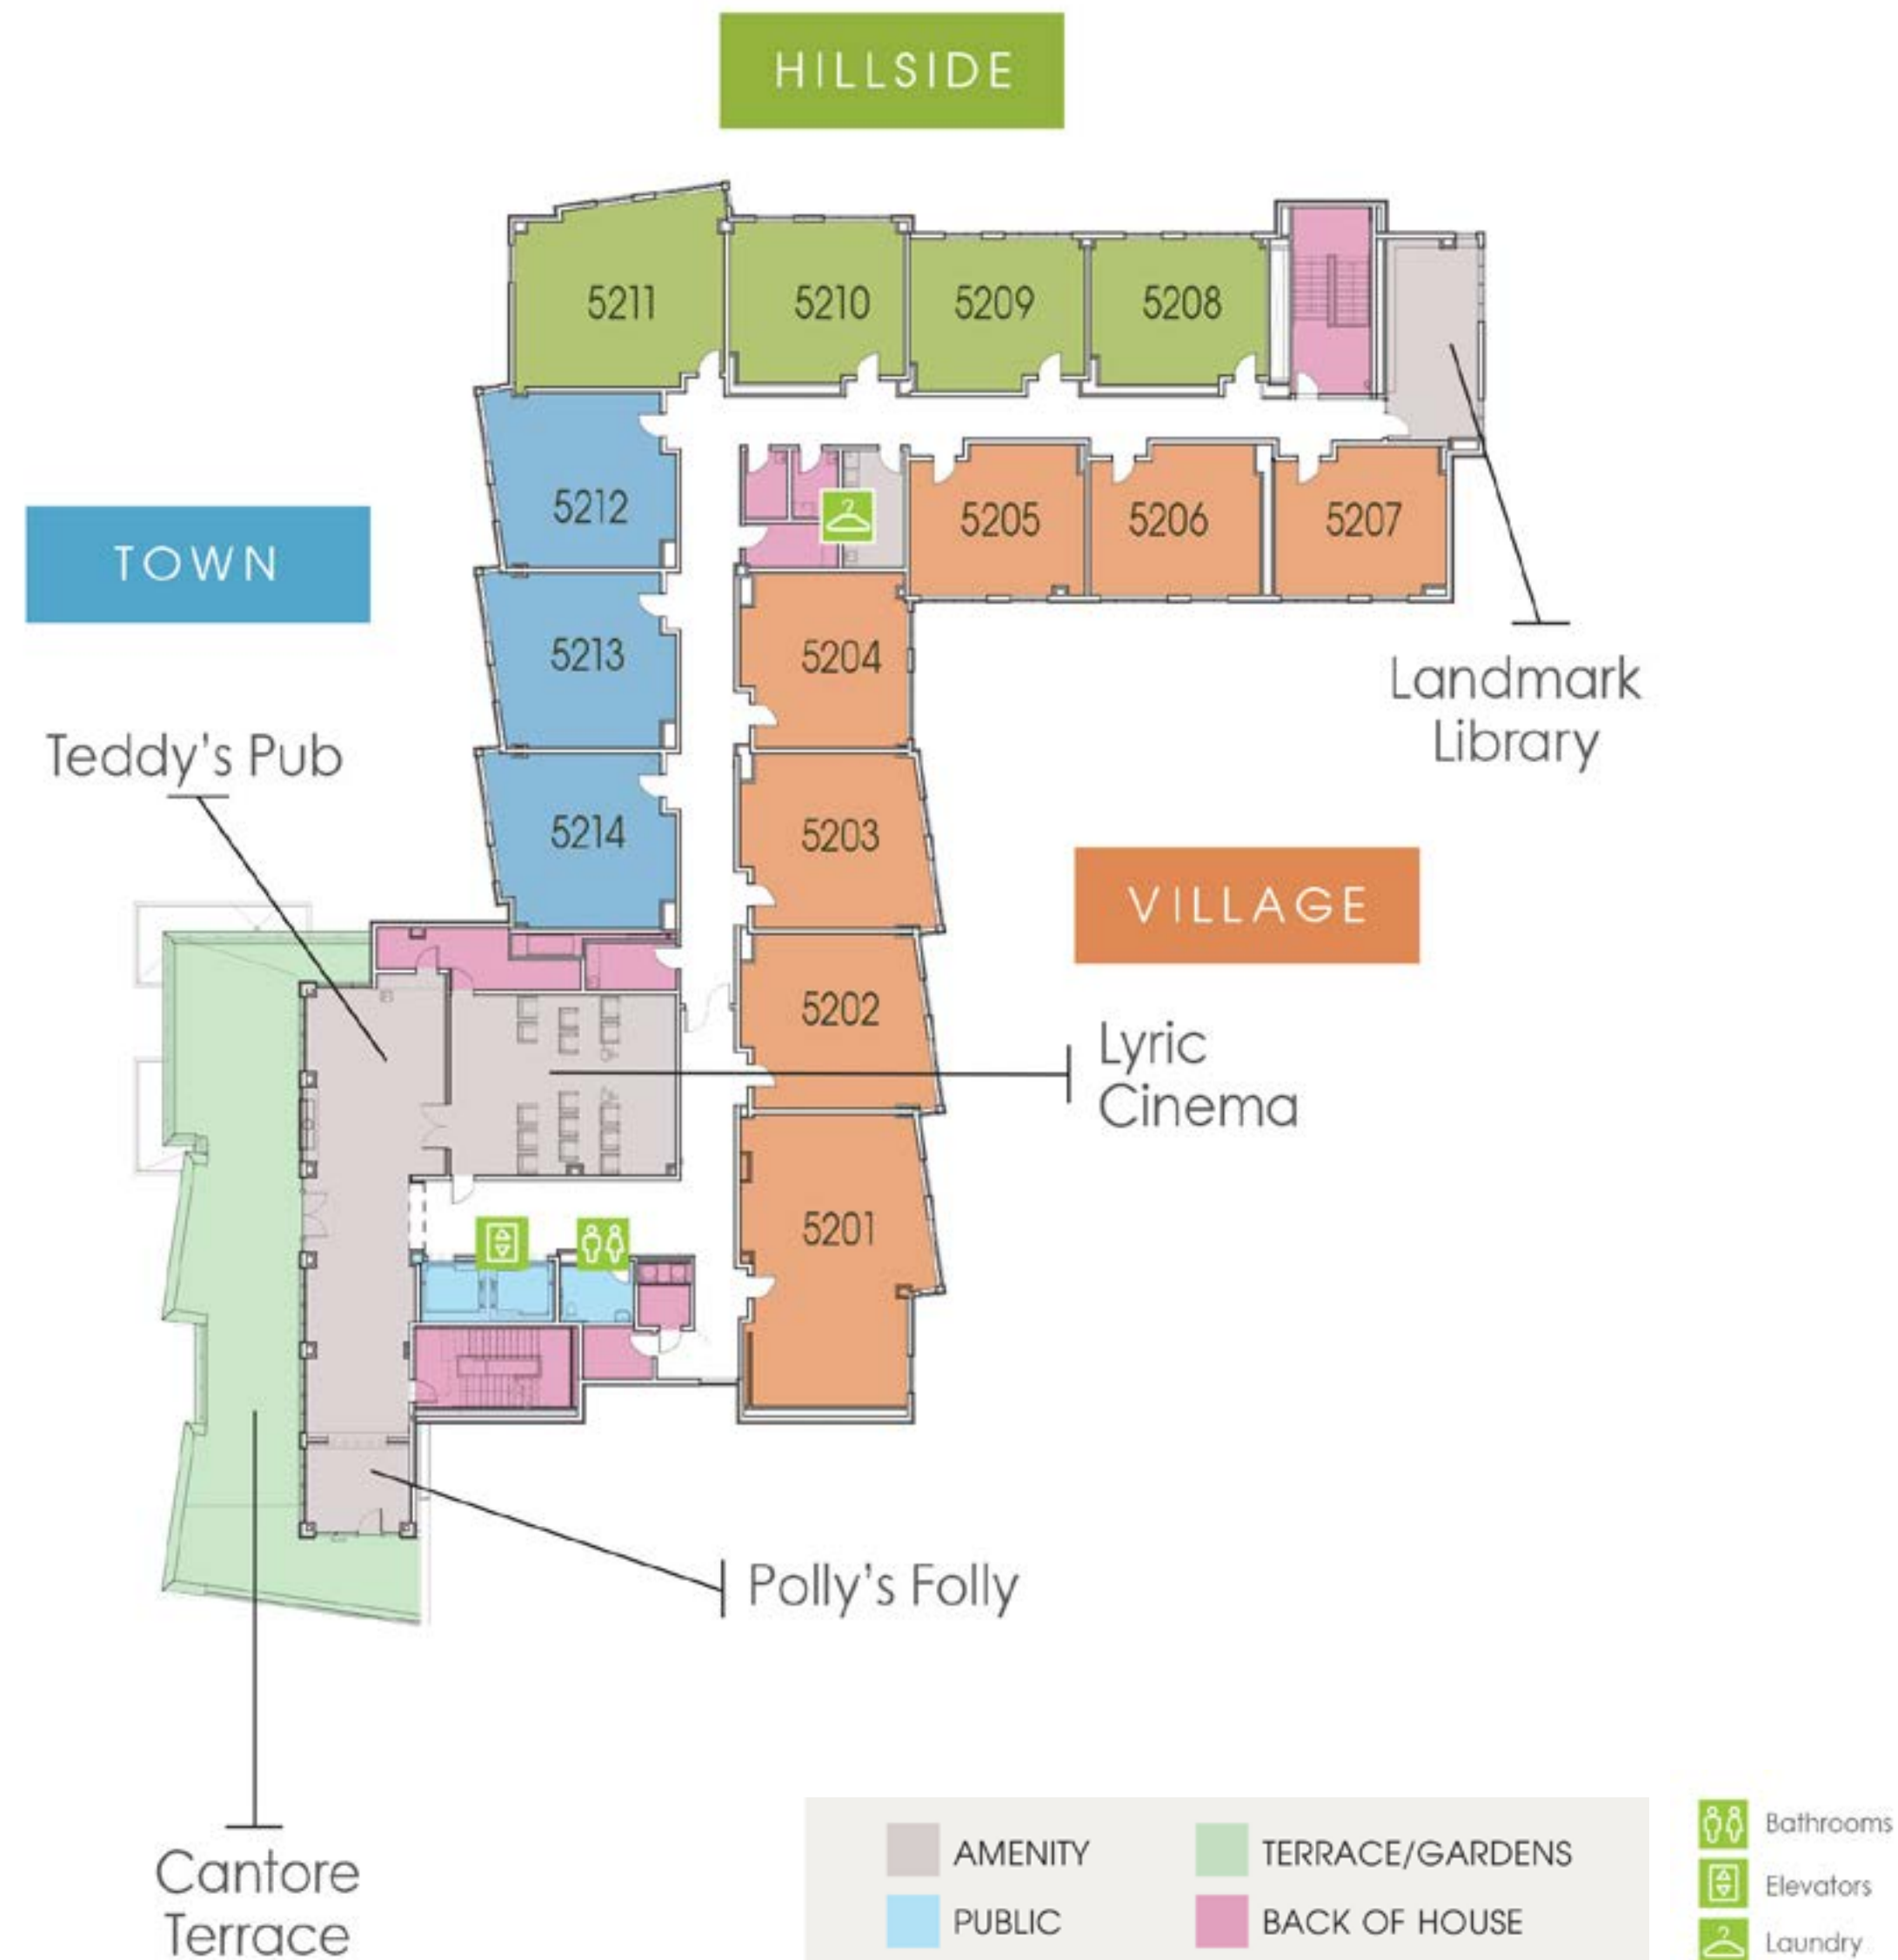 HILLSIDE
5211
5210
5209
5208
5212
5205
5206
5207
TOWN
5213
5204
Landmark
Library
Teddy's Pub
5214
5203
VILLAGE
5202
Lyric
Cinema
5201
Polly's Folly
Cantore
Terrace
AMENITY
TERRACE/GARDENS
PUBLIC
BACK OF HOUSE
Bathrooms
Elevators
Laundry